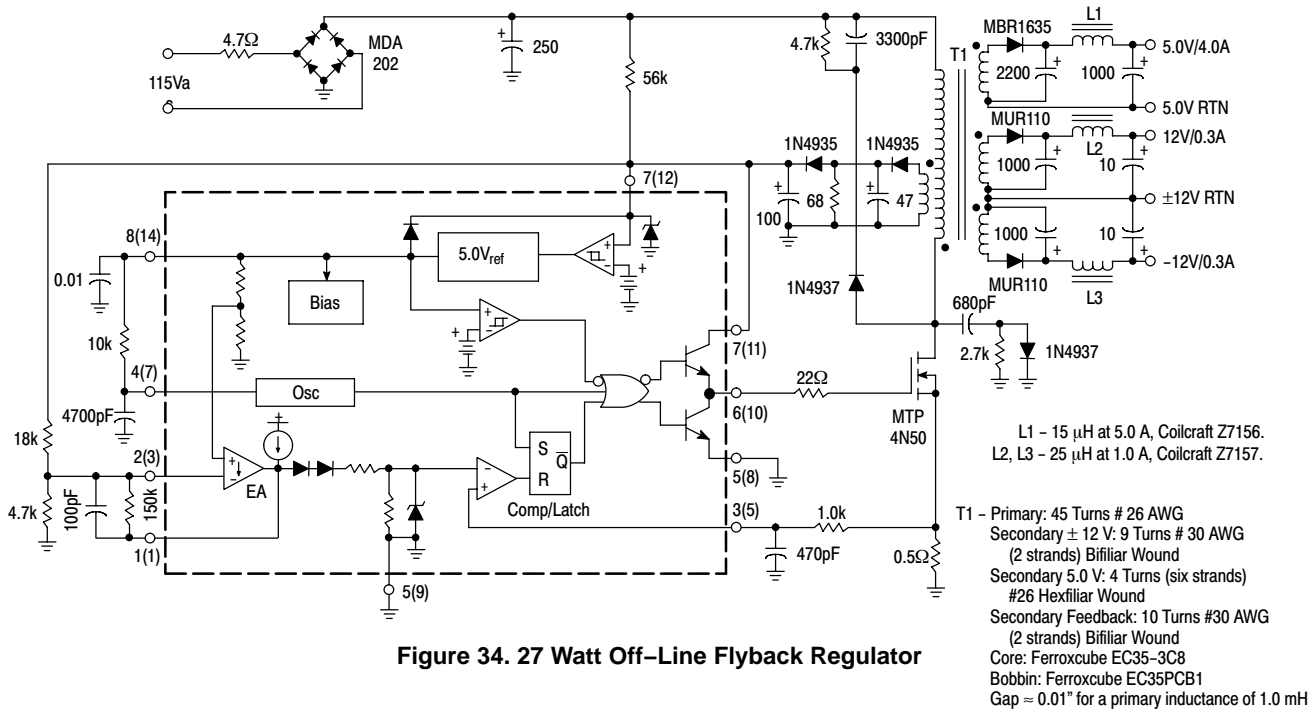 4.7Ω
MDA
202
115Va
+
250
56k
4.7k
3300pF
T1
MBR1635
L1
5.0V/4.0A
+
2200
+
1000
5.0V RTN
MUR110
12V/0.3A
L2
+
1000
+
10
±12V RTN
+
1000
+
10
MUR110
L3
-12V/0.3A
1N4935
1N4935
+
100
68
+
47
7(12)
8(14)
0.01
5.0Vref
+
-
+
Bias
+
-
+
10k
1N4937
680pF
2.7k
1N4937
7(11)
4(7)
Osc
4700pF
6(10)
22Ω
MTP
4N50
18k
+
S
Q
R
2(3)
+
-
EA
-
+
Comp/Latch
5(8)
4.7k
100pF
150k
1(1)
3(5)
1.0k
470pF
0.5Ω
5(9)
L1 - 15 μH at 5.0 A, Coilcraft Z7156.
L2, L3 - 25 μH at 1.0 A, Coilcraft Z7157.
T1 - Primary: 45 Turns # 26 AWG
Secondary ± 12 V: 9 Turns # 30 AWG
(2 strands) Bifiliar Wound
Secondary 5.0 V: 4 Turns (six strands)
#26 Hexfiliar Wound
Secondary Feedback: 10 Turns #30 AWG
(2 strands) Bifiliar Wound
Core: Ferroxcube EC35-3C8
Bobbin: Ferroxcube EC35PCB1
Gap ≈ 0.01" for a primary inductance of 1.0 mH
Figure 34. 27 Watt Off-Line Flyback Regulator